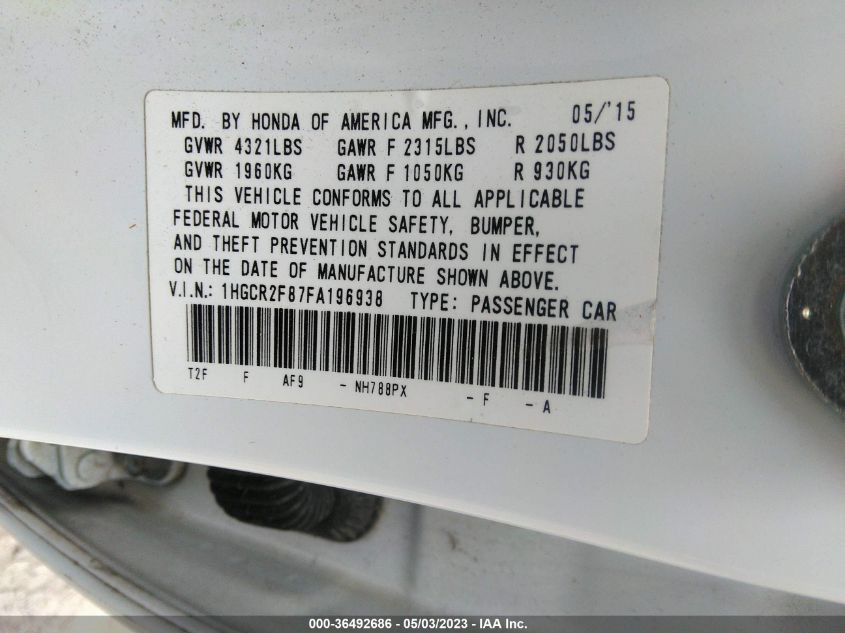 MFD. BY HONDA OF AMERICA MFG., INC. 05/'15
GVWR 4321LBS GAWR F 2315LBS R 2050LBS
GVWR 1960KG GAWR F 1050KG R 930KG
THIS VEHICLE CONFORMS TO ALL APPLICABLE
FEDERAL MOTOR VEHICLE SAFETY, BUMPER,
AND THEFT PREVENTION STANDARDS IN EFFECT
ON THE DATE OF MANUFACTURE SHOWN ABOVE.
V.I.N.: 1HGCR2F87FA196938 TYPE: PASSENGER CAR
T2F F AF9 - NH788PX - F - A
000-36492686 - 05/03/2023 - IAA Inc.